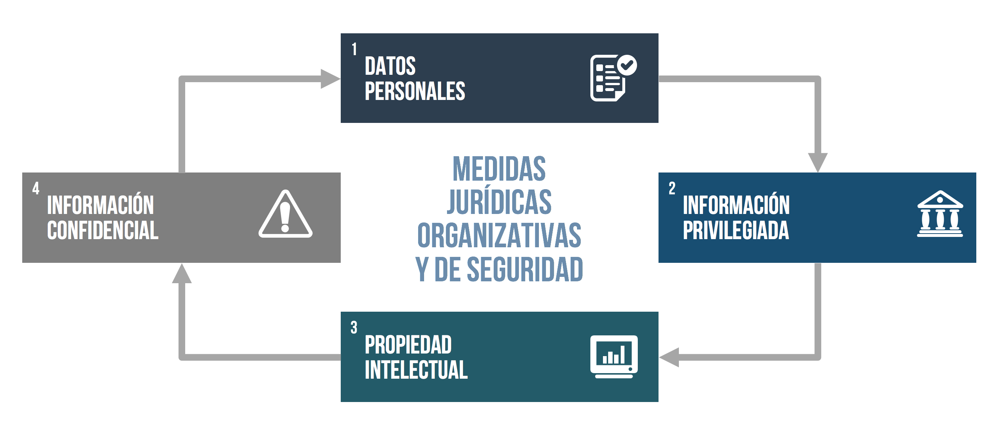 1
DATOS
PERSONALES
2
INFORMACIÓN
PRIVILEGIADA
3
PROPIEDAD
INTELECTUAL
4
INFORMACIÓN
CONFIDENCIAL
MEDIDAS
JURÍDICAS
ORGANIZATIVAS
Y DE SEGURIDAD